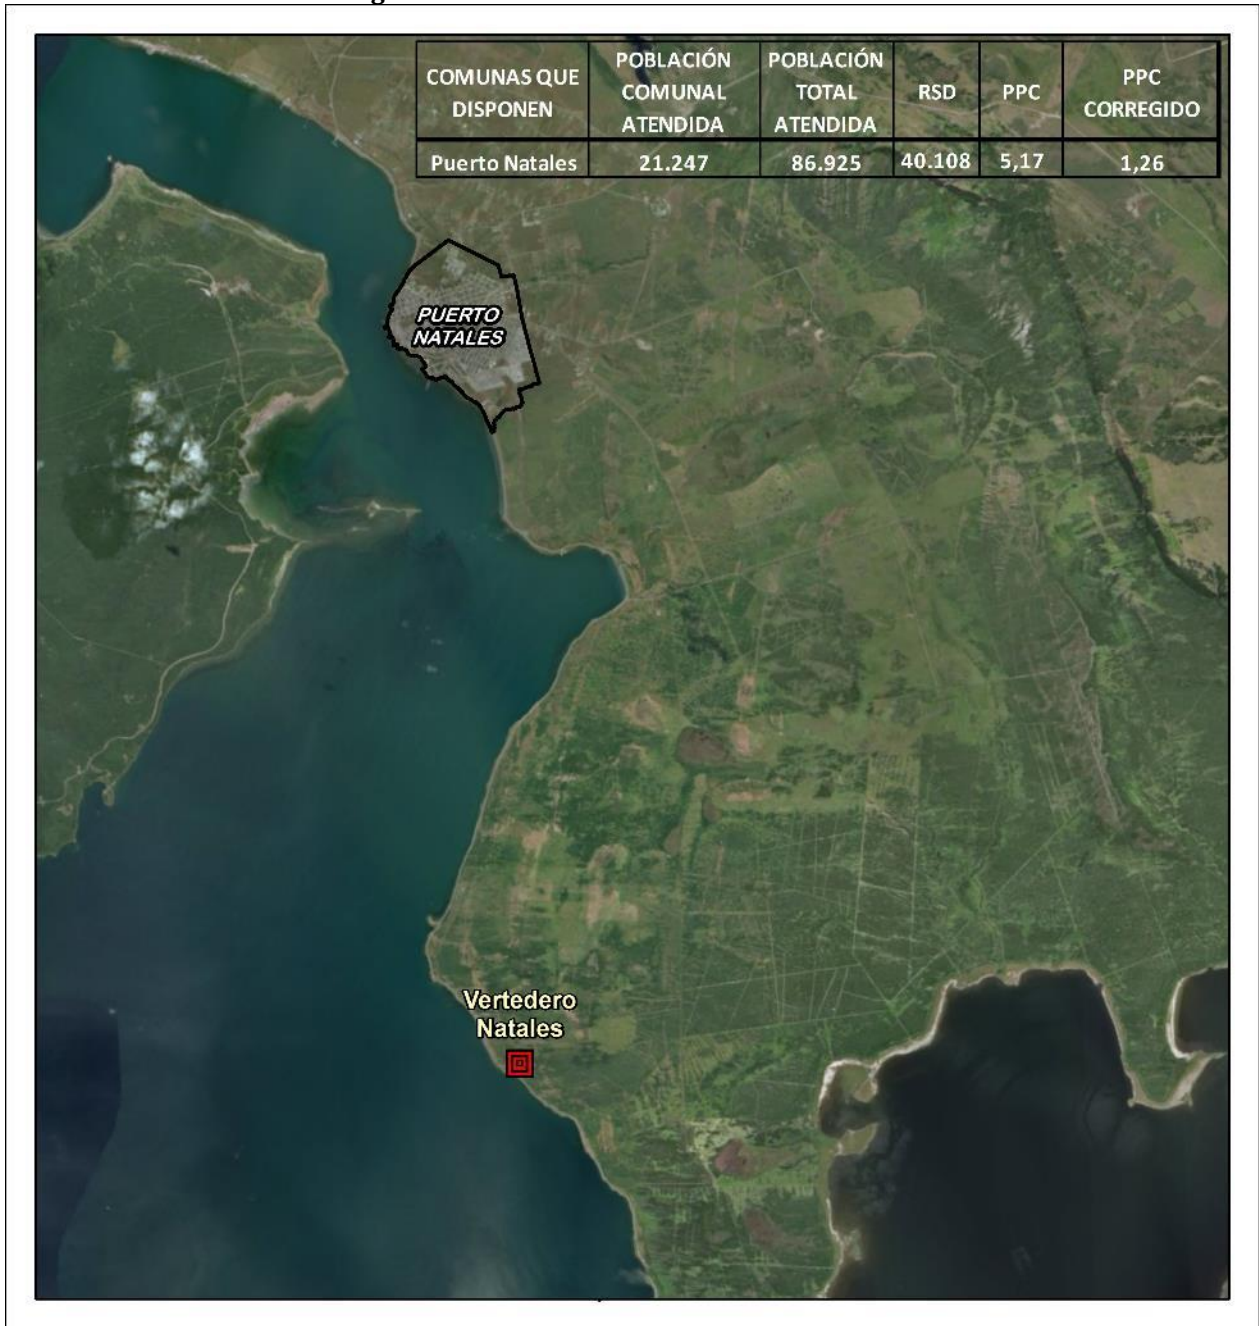 COMUNAS QUE
DISPONEN
POBLACIÓN
COMUNAL
ATENDIDA
POBLACIÓN
TOTAL
ATENDIDA
RSD
PPC
PPC
CORREGIDO
Puerto Natales 21.247 86.925 40.108 5,17 1,26
PUERTO
NATALES
Vertedero
Natales